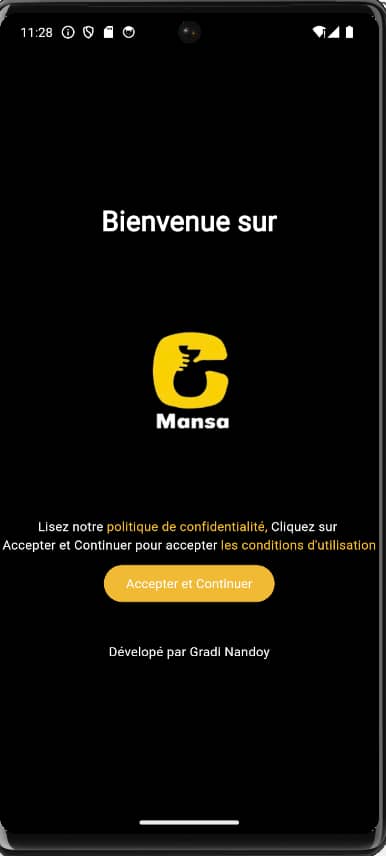 11:28
Bienvenue sur
Mansa
Lisez notre politique de confidentialité, Cliquez sur
Accepter et Continuer pour accepter les conditions d'utilisation
Accepter et Continuer
Dévelopé par Gradi Nandoy